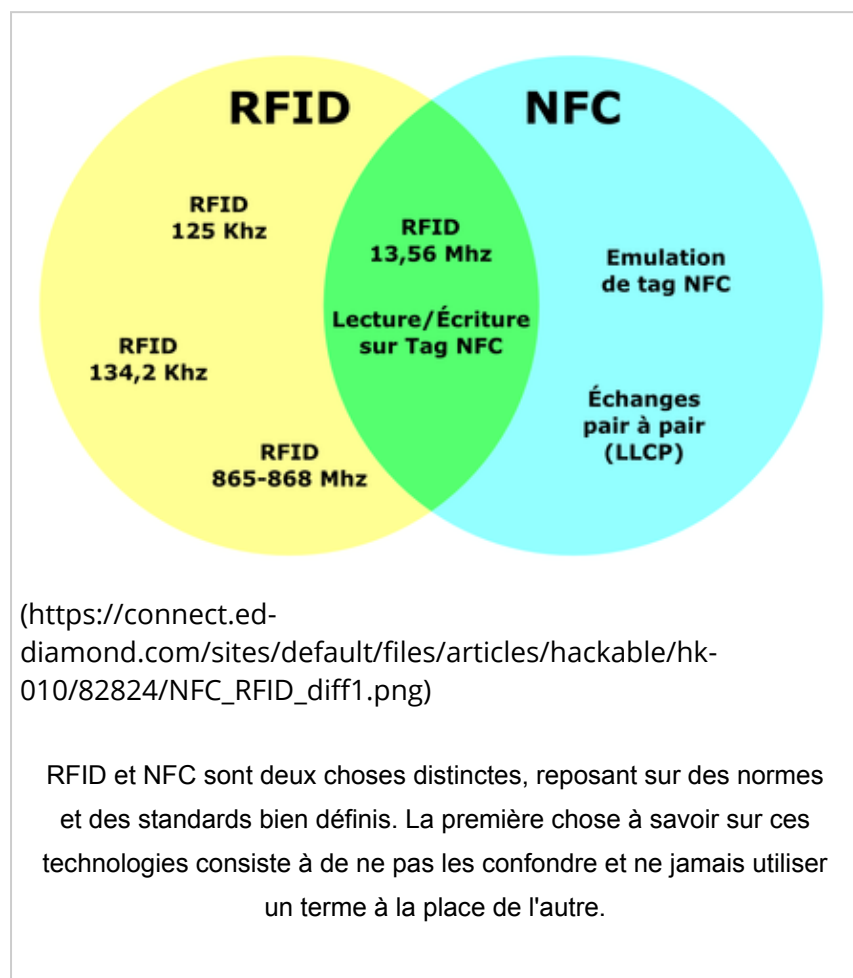 RFID
NFC
RFID
125 Khz
RFID
13,56 Mhz
Emulation
de tag NFC
Lecture/Écriture
sur Tag NFC
RFID
134,2 Khz
Échanges
pair à pair
(LLCP)
RFID
865-868 Mhz
(https://connect.ed-
diamond.com/sites/default/files/articles/hackable/hk-
010/82824/NFC_RFID_diff1.png)
RFID et NFC sont deux choses distinctes, reposant sur des normes
et des standards bien définis. La première chose à savoir sur ces
technologies consiste à de ne pas les confondre et ne jamais utiliser
un terme à la place de l'autre.